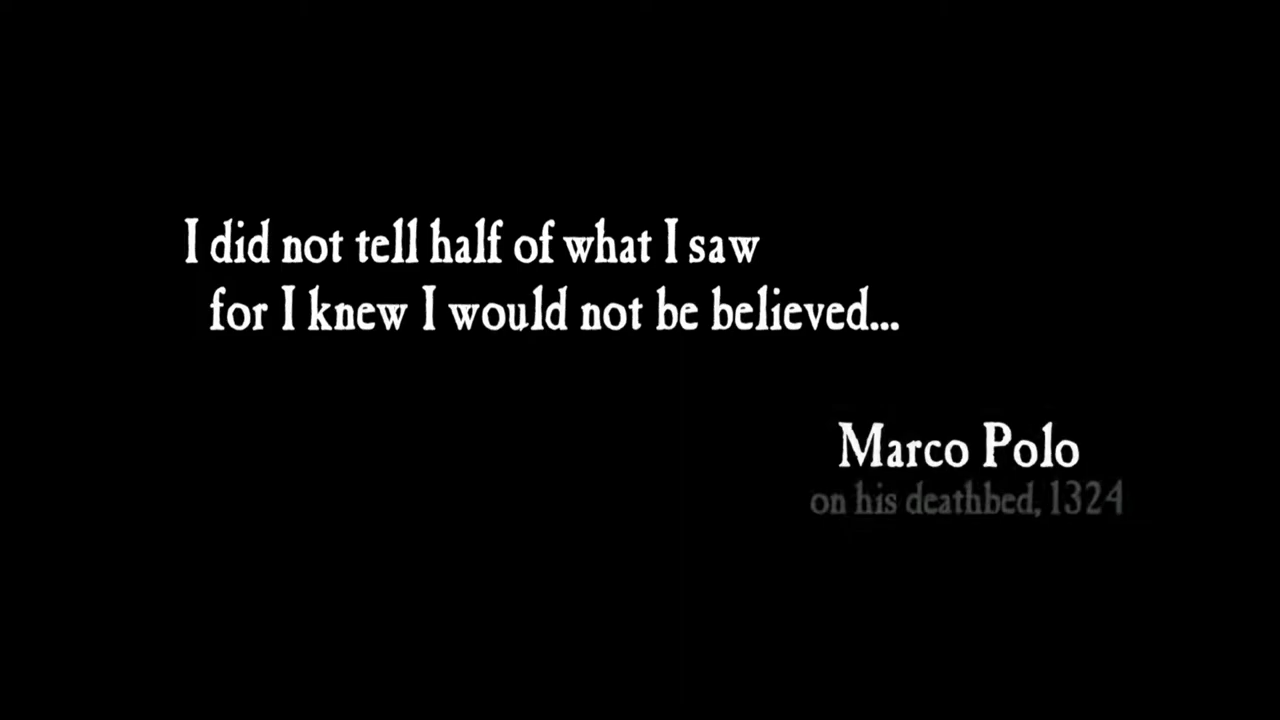 I did not tell half of what I saw
for I knew I would not be believed...
Marco Polo
on his deathbed, 1324